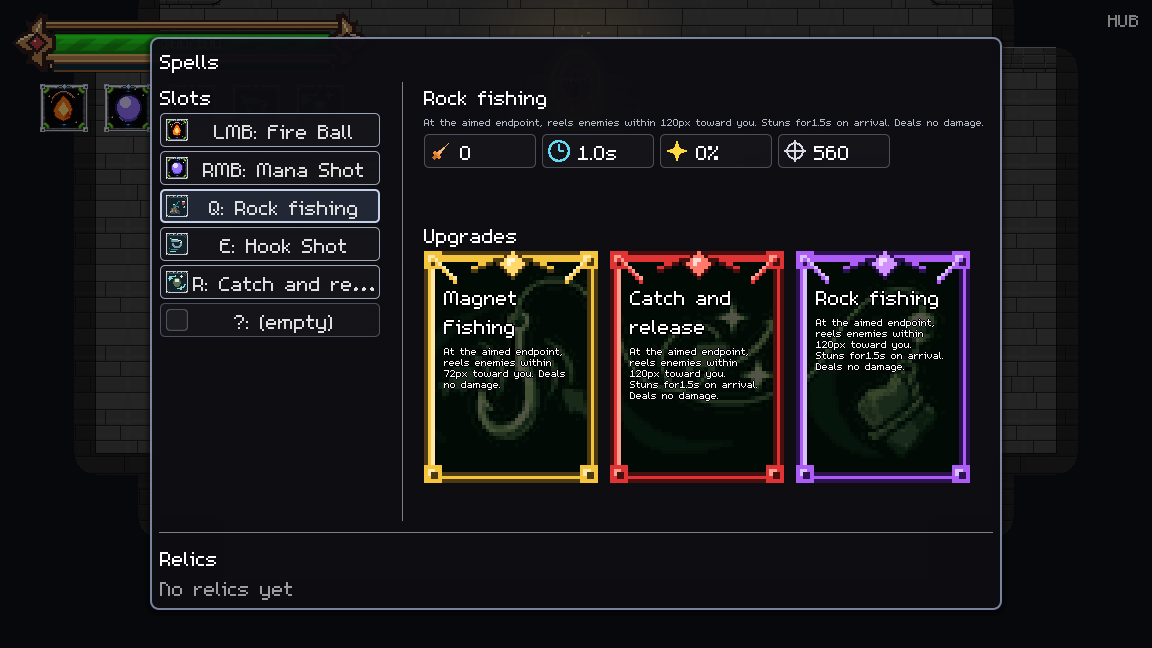 HUB
Spells
Slots
LMB: Fire Ball
RMB: Mana Shot
Q: Rock fishing
E: Hook Shot
R: Catch and re...
?: (empty)
Rock fishing
At the aimed endpoint, reels enemies within 120px toward you. Stuns for1.5s on arrival. Deals no damage.
0
1.0s
0%
560
Upgrades
Magnet
fishing
At the aimed endpoint,
reels enemies within
72px toward you. Deals
no damage.
Catch and
release
At the aimed endpoint,
reels enemies within
120px toward you.
Stuns for1.5s on arrival.
Deals no damage.
Rock fishing
At the aimed endpoint,
reels enemies within
120px toward you.
Stuns for1.5s on arrival.
Deals no damage.
Relics
No relics yet